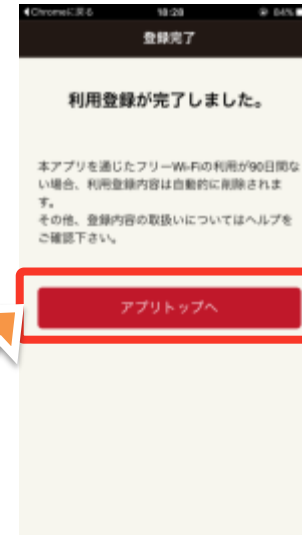 Chromeに戻る 18:28 84%
登録完了
利用登録が完了しました。
本アプリを通じたフリーWi-Fiの利用が90日間な
い場合、利用登録内容は自動的に削除されま
す。
その他、登録内容の取扱いについてはヘルプを
ご確認下さい。
アプリトップへ